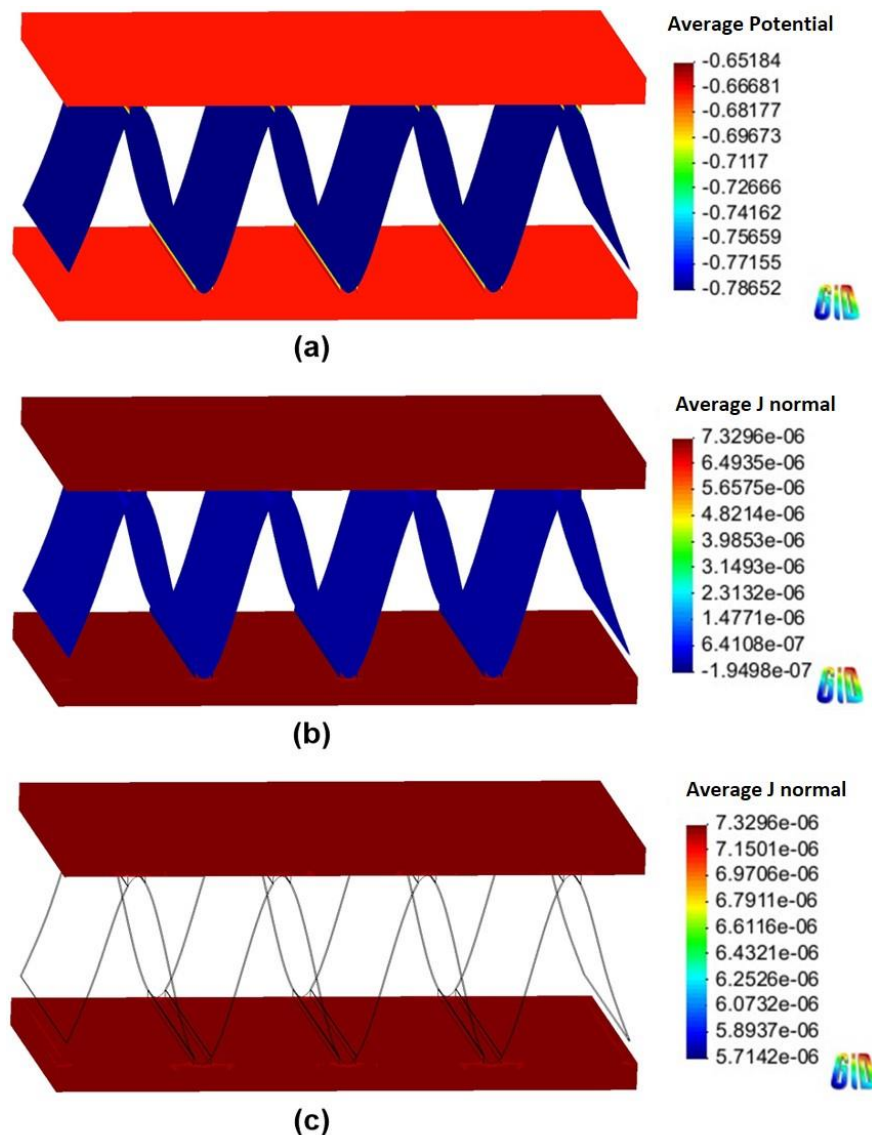 Average Potential
-0.65184
-0.66681
-0.68177
-0.69673
-0.7117
-0.72666
-0.74162
-0.75659
-0.77155
-0.78652
GiD
(a)
Average J normal
7.3296e-06
6.4935e-06
5.6575e-06
4.8214e-06
3.9853e-06
3.1493e-06
2.3132e-06
1.4771e-06
6.4108e-07
-1.9498e-07
GiD
(b)
Average J normal
7.3296e-06
7.1501e-06
6.9706e-06
6.7911e-06
6.6116e-06
6.4321e-06
6.2526e-06
6.0732e-06
5.8937e-06
5.7142e-06
GiD
(c)